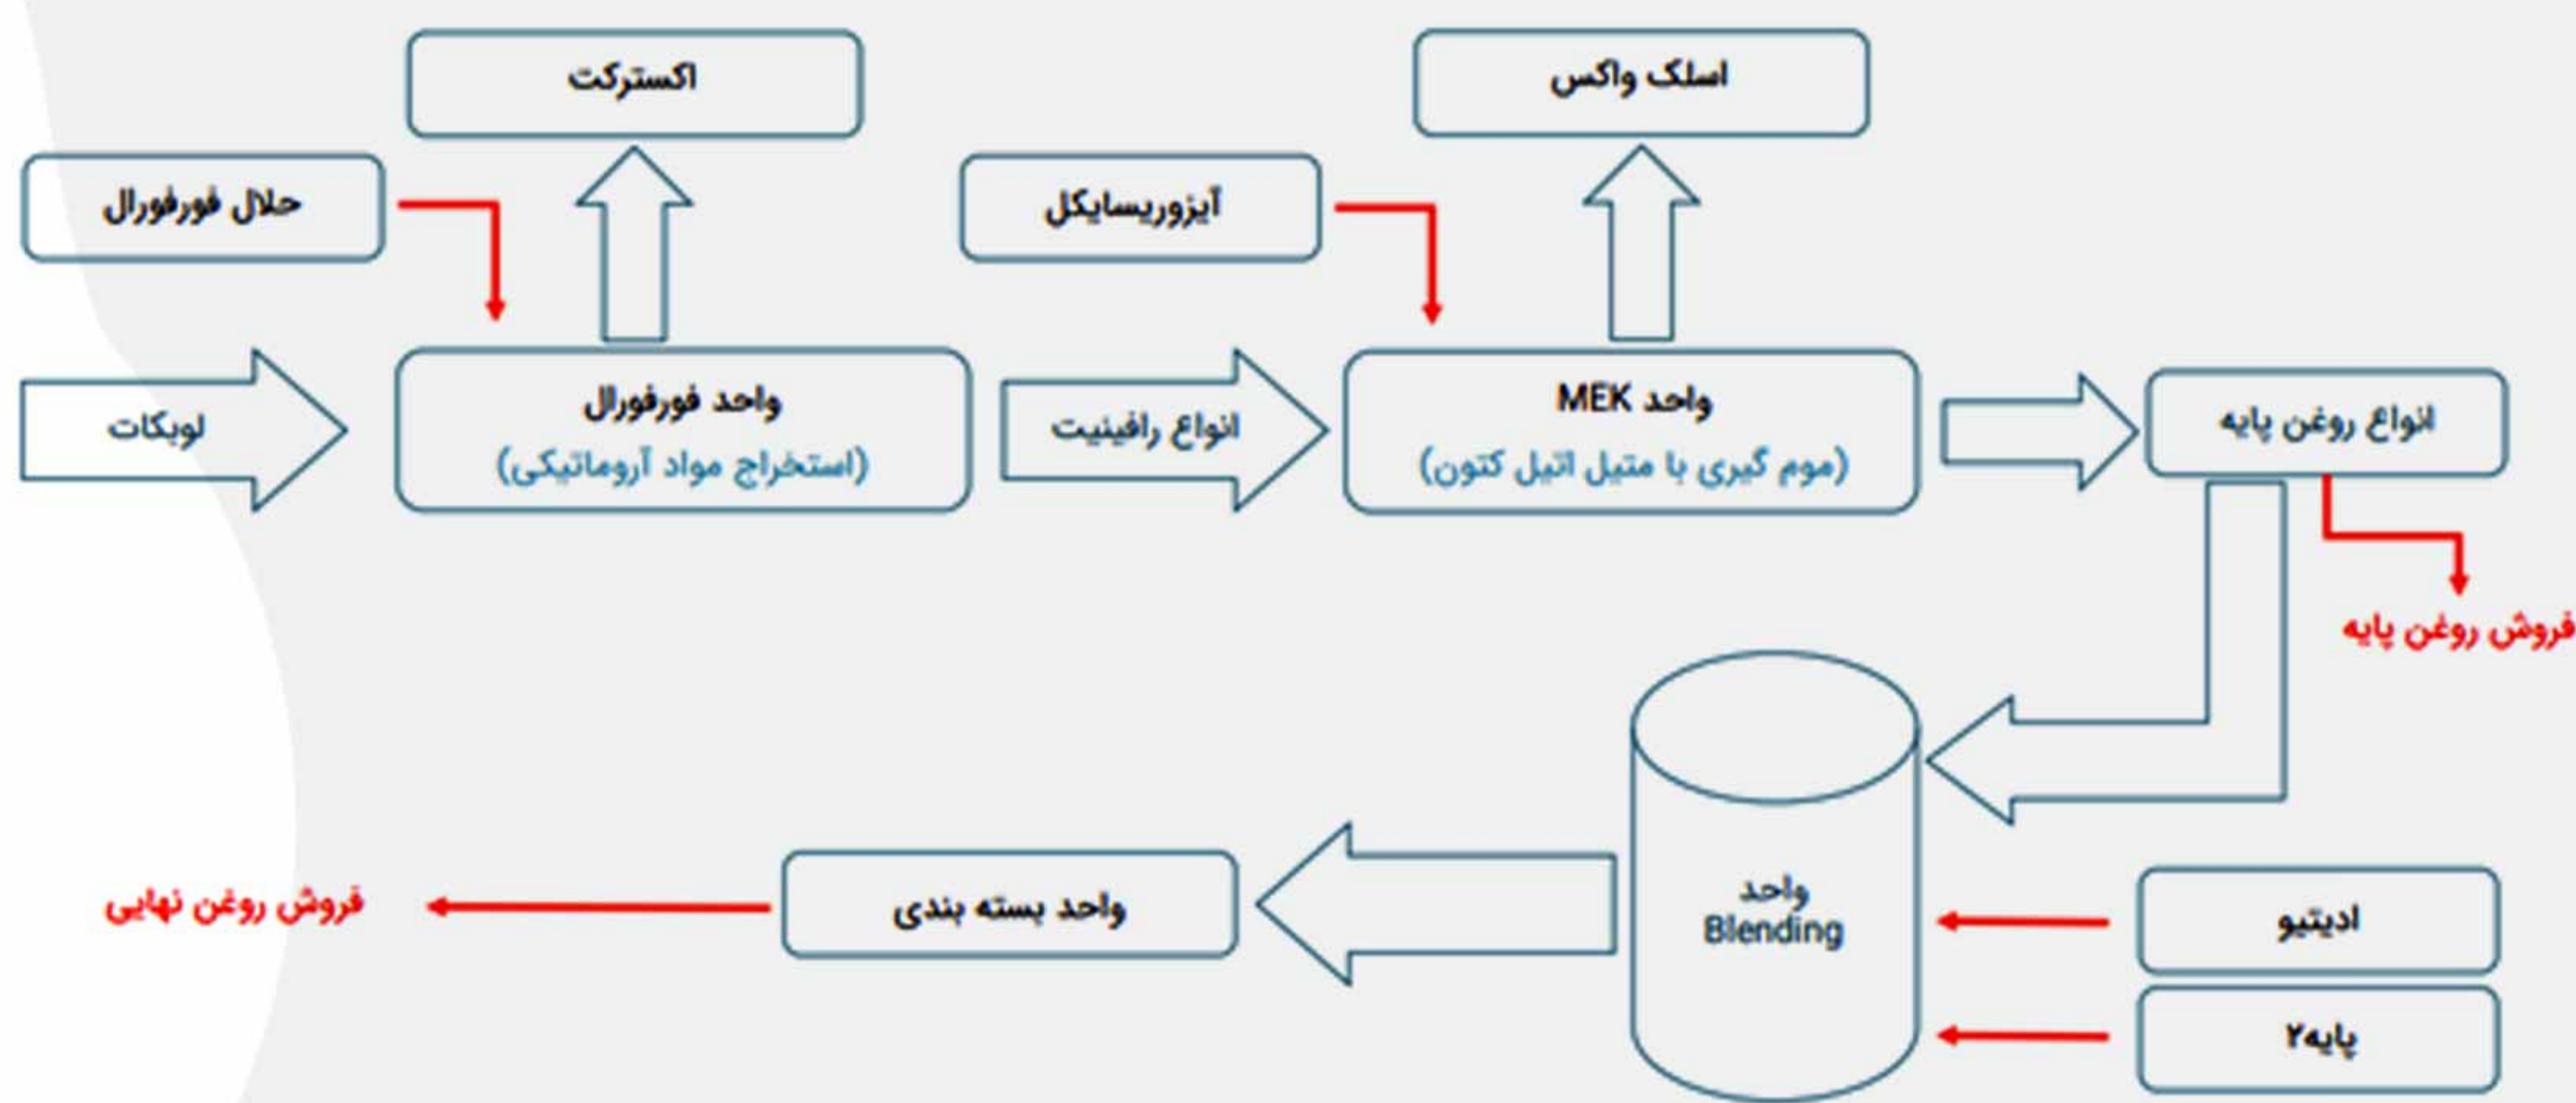 اکسترکت
اسلک واکس
حلال فورفورال
آیزوریسایکل
لوبکات
واحد فورفورال
(استخراج مواد آروماتیکی)
انواع رافینیت
واحد MEK
(موم گیری با متیل اتیل کتون)
انواع روغن پایه
فروش روغن پایه
واحد
Blending
ادیتیو
پایه۲
واحد بسته بندی
فروش روغن نهایی